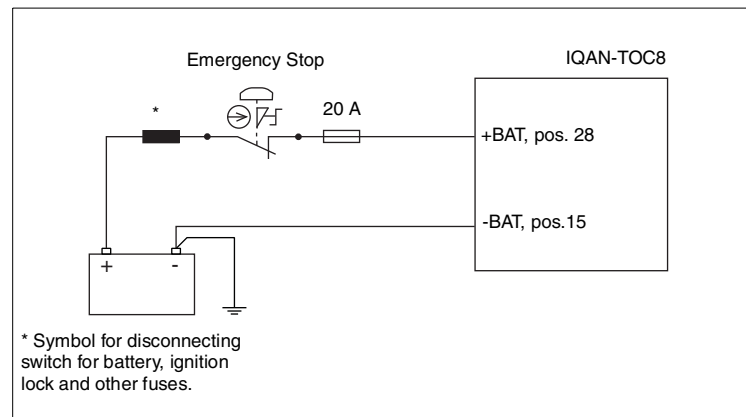 Emergency Stop
IQAN-TOC8
*
20 A
+BAT, pos. 28
-BAT, pos.15
+ -
* Symbol for disconnecting
switch for battery, ignition
lock and other fuses.